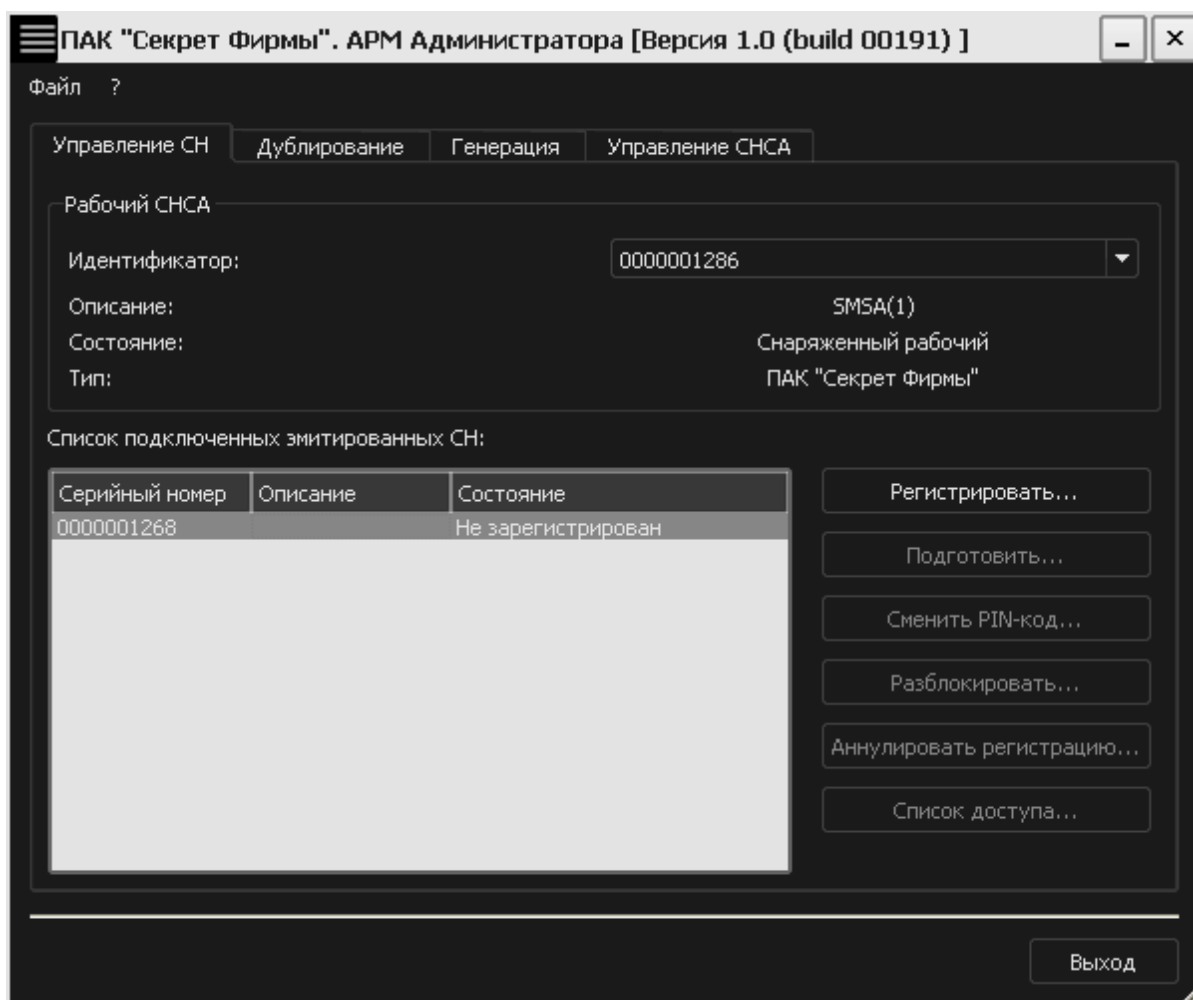 ПАК "Секрет Фирмы". АРМ Администратора [Версия 1.0 (build 00191) ]
Файл ?
Управление СН Дублирование Генерация Управление СНСА
Рабочий СНСА
Идентификатор: 0000001286
Описание: SMSA(1)
Состояние: Снаряженный рабочий
Тип: ПАК "Секрет Фирмы"
Список подключенных эмитированных СН:
Серийный номер Описание Состояние
0000001268 Не зарегистрирован
Регистрировать...
Подготовить...
Сменить PIN-код...
Разблокировать...
Аннулировать регистрацию...
Список доступа...
Выход